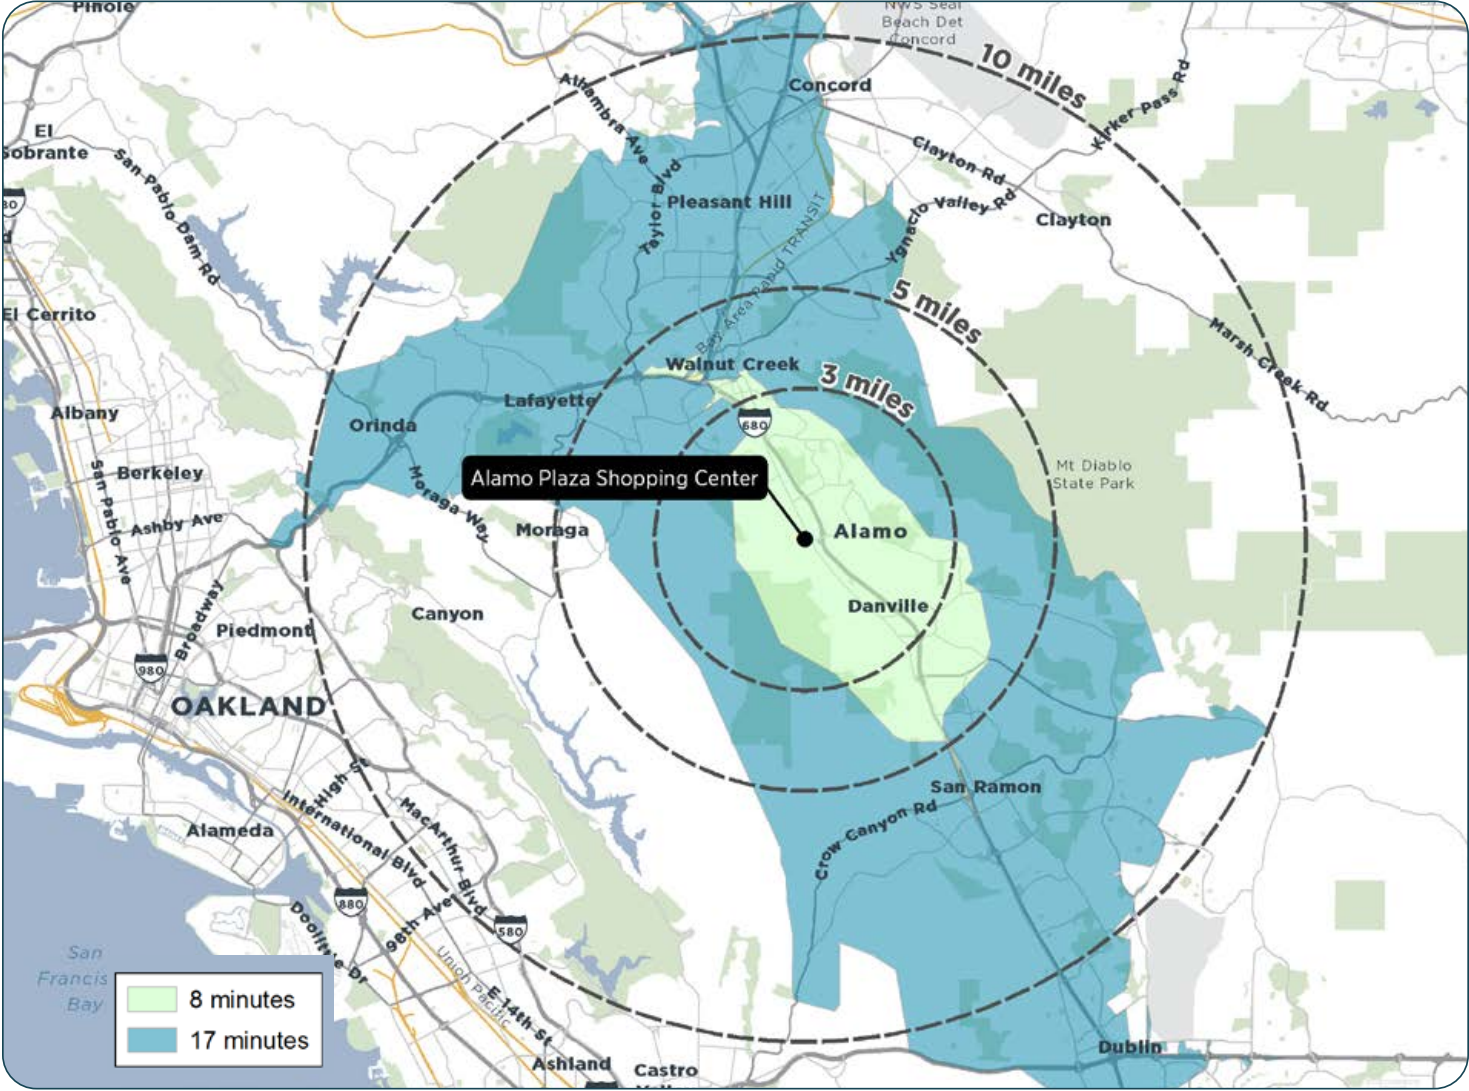 Pinole
NWS Seal
Beach Det
Concord
10 miles
Concord
Alhambra Ave
Kirker Pass Rd
El
Sobrante
San Pablo Dam Rd
Clayton Rd
Taylor Blvd
Pleasant Hill
Ygnacio Valley Rd
Clayton
80
Bay Area Rapid TRANSIT
5 miles
El Cerrito
Marsh Creek Rd
Walnut Creek
3 miles
Albany
Lafayette
Orinda
680
Berkeley
San Pablo Ave
Moraga Way
Alamo Plaza Shopping Center
Mt Diablo
State Park
Ashby Ave
Moraga
Alamo
Broadway
Canyon
Danville
Piedmont
980
OAKLAND
High St
San Ramon
International Blvd
MacArthur Blvd
Crow Canyon Rd
Alameda
880
98th Ave
580
Doolittle Dr
Union Pacific
San
Francis
Bay
8 minutes
17 minutes
E 14th St
Dublin
Ashland
Castro